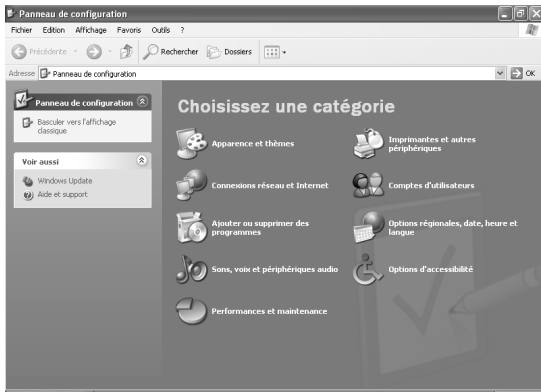 Panneau de configuration
Fichier Edition Affichage Favoris Outils ?
Précédente Rechercher Dossiers
Adresse Panneau de configuration OK
Panneau de configuration
Basculer vers l'affichage
classique
Voir aussi
Windows Update
Aide et support
Choisissez une catégorie
Apparence et thèmes
Imprimantes et autres
périphériques
Connexions réseau et Internet
Comptes d'utilisateurs
Ajouter ou supprimer des
programmes
Options régionales, date, heure et
langue
Sons, voix et périphériques audio
Options d'accessibilité
Performances et maintenance